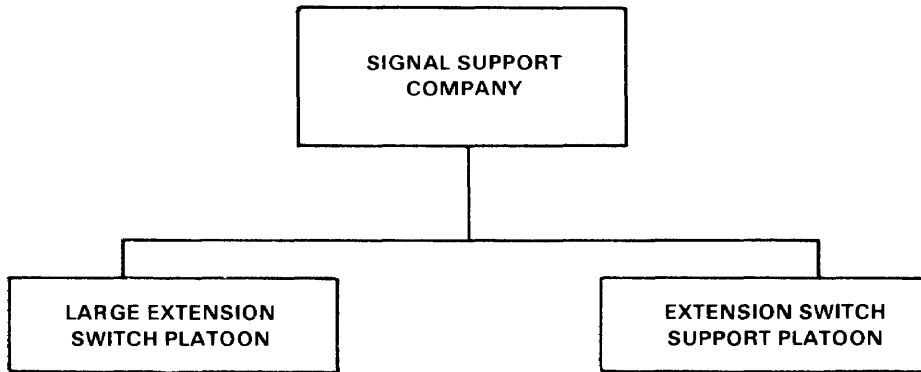 SIGNAL SUPPORT
COMPANY
LARGE EXTENSION
SWITCH PLATOON
EXTENSION SWITCH
SUPPORT PLATOON